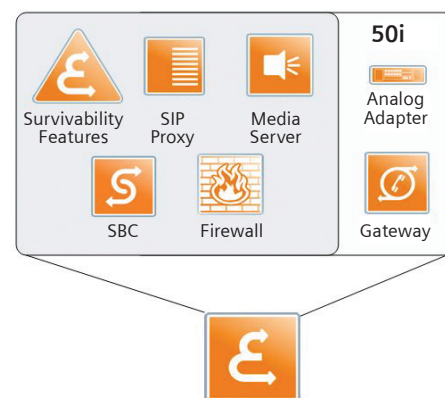 50i
Survivability
Features
SIP
Proxy
Media
Server
Analog
Adapter
SBC
Firewall
Gateway